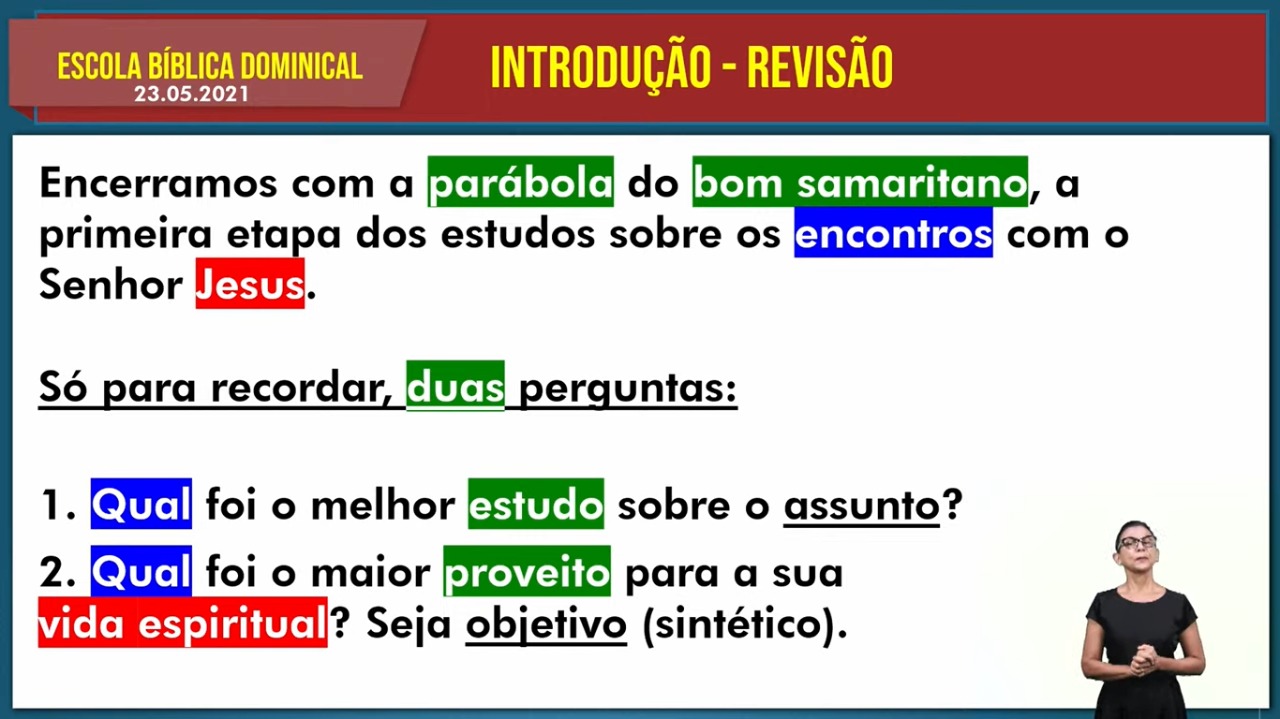 ESCOLA BÍBLICA DOMINICAL
23.05.2021
INTRODUÇÃO - REVISÃO
Encerramos com a parábola do bom samaritano, a
primeira etapa dos estudos sobre os encontros com o
Senhor Jesus.
Só para recordar, duas perguntas:
1. Qual foi o melhor estudo sobre o assunto?
2. Qual foi o maior proveito para a sua
vida espiritual? Seja objetivo (sintético).